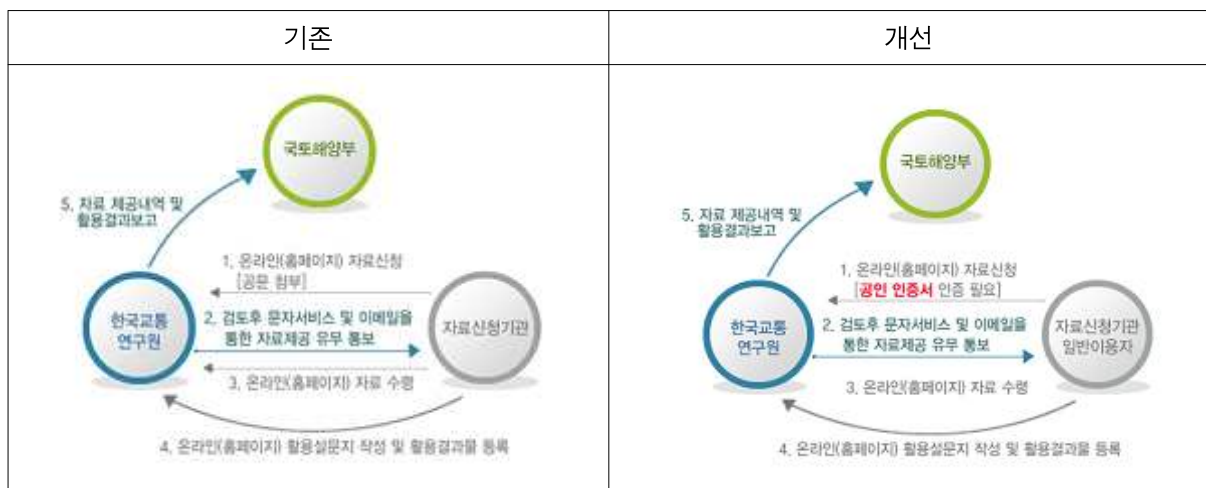 기존
개선
국토해양부
5. 자료 제공내역 및
활용결과보고
1. 온라인(홈페이지) 자료신청
[공문 첨부]
한국교통
연구원
2. 검토후 문자서비스 및 이메일을
통한 자료제공 유무 통보
자료신청기관
3. 온라인(홈페이지) 자료 수령
4. 온라인(홈페이지) 활용설문지 작성 및 활용결과물 등록
국토해양부
5. 자료 제공내역 및
활용결과보고
1. 온라인(홈페이지) 자료신청
[공인 인증서 인증 필요]
한국교통
연구원
2. 검토후 문자서비스 및 이메일을
통한 자료제공 유무 통보
자료신청기관
일반이용자
3. 온라인(홈페이지) 자료 수령
4. 온라인(홈페이지) 활용설문지 작성 및 활용결과물 등록